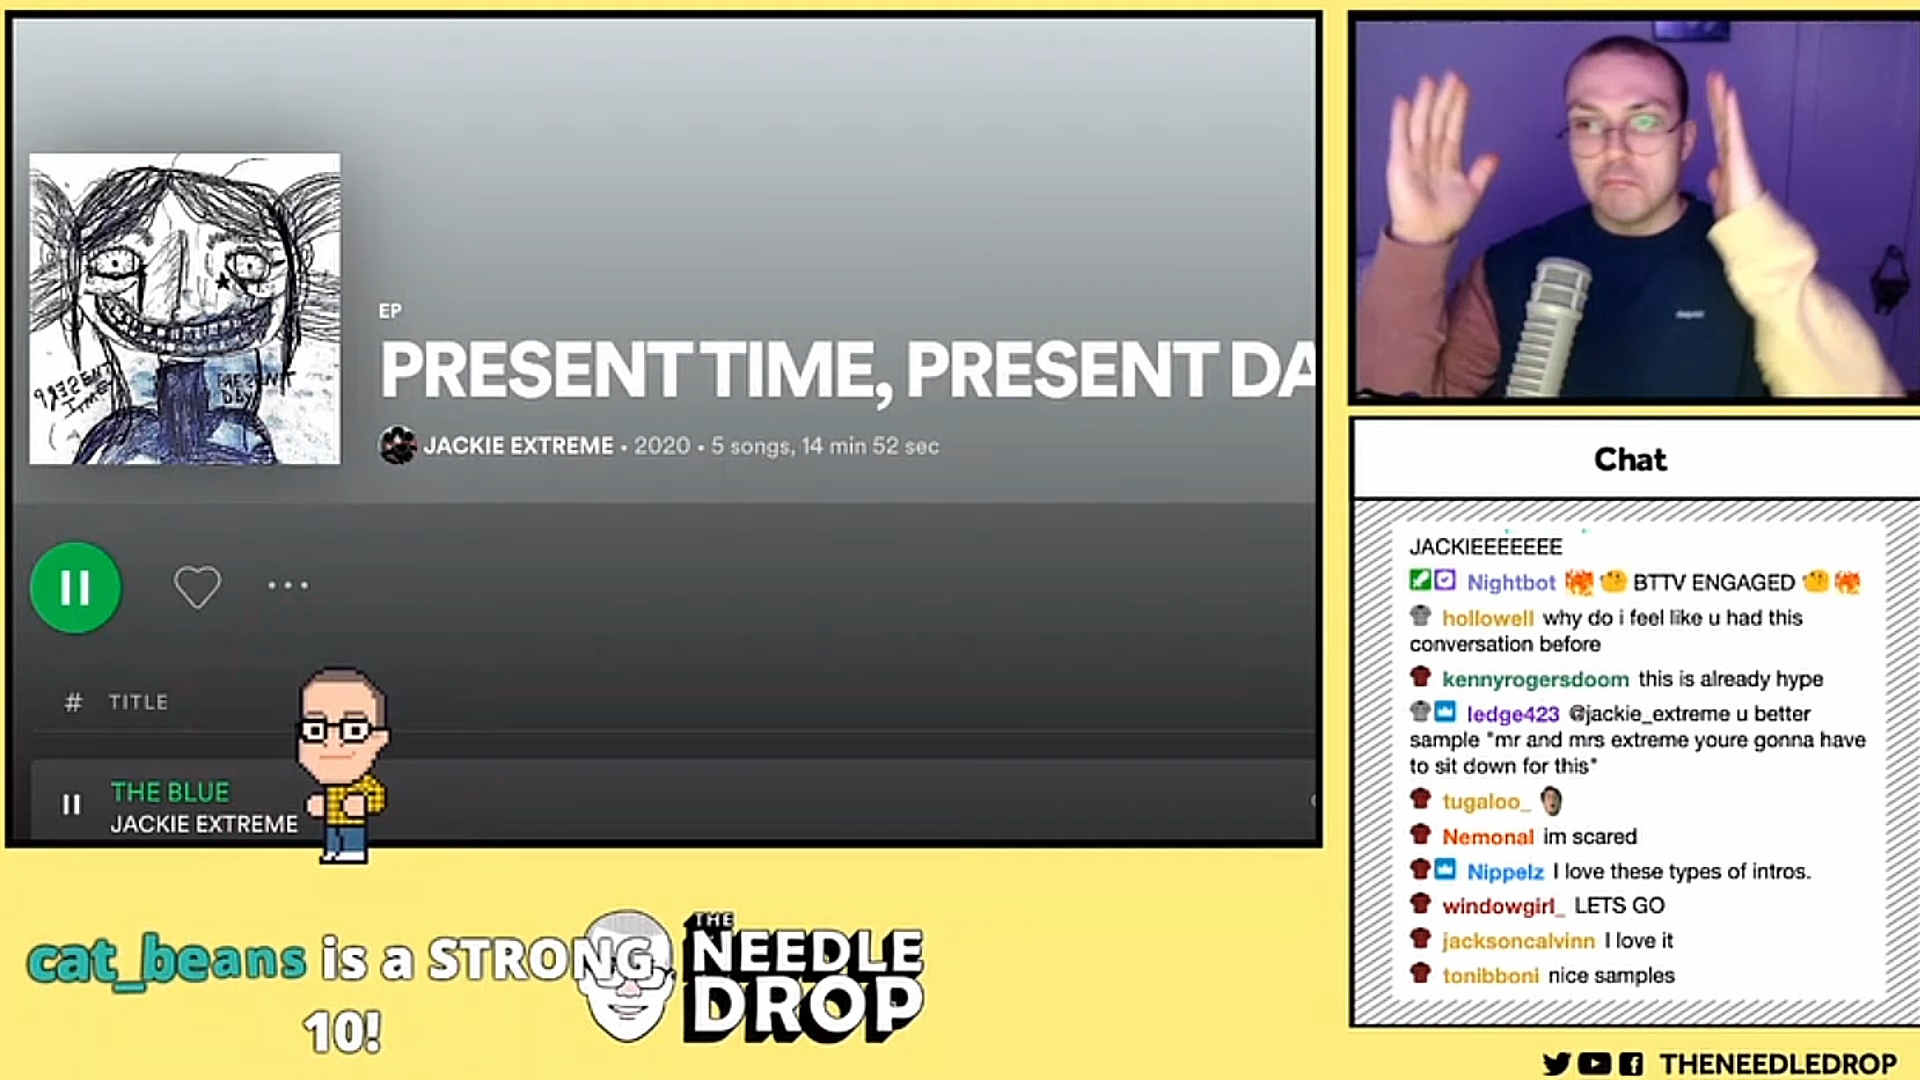 PRESENT TIME
PRESENT DAY
EP
PRESENT TIME, PRESENT DA
JACKIE EXTREME • 2020 • 5 songs, 14 min 52 sec
# TITLE
THE BLUE
JACKIE EXTREME
cat_beans is a STRONG
10!
THE
NEEDLE
DROP
Chat
JACKIEEEEEEE
Nightbot BTTV ENGAGED
hollowell why do i feel like u had this
conversation before
kennyrogersdoom this is already hype
ledge423 @jackie_extreme u better
sample "mr and mrs extreme youre gonna have
to sit down for this"
tugaloo_
Nemonal im scared
Nippelz I love these types of intros.
windowgirl_ LETS GO
jacksoncalvinn I love it
tonibboni nice samples
THENEEDLEDROP